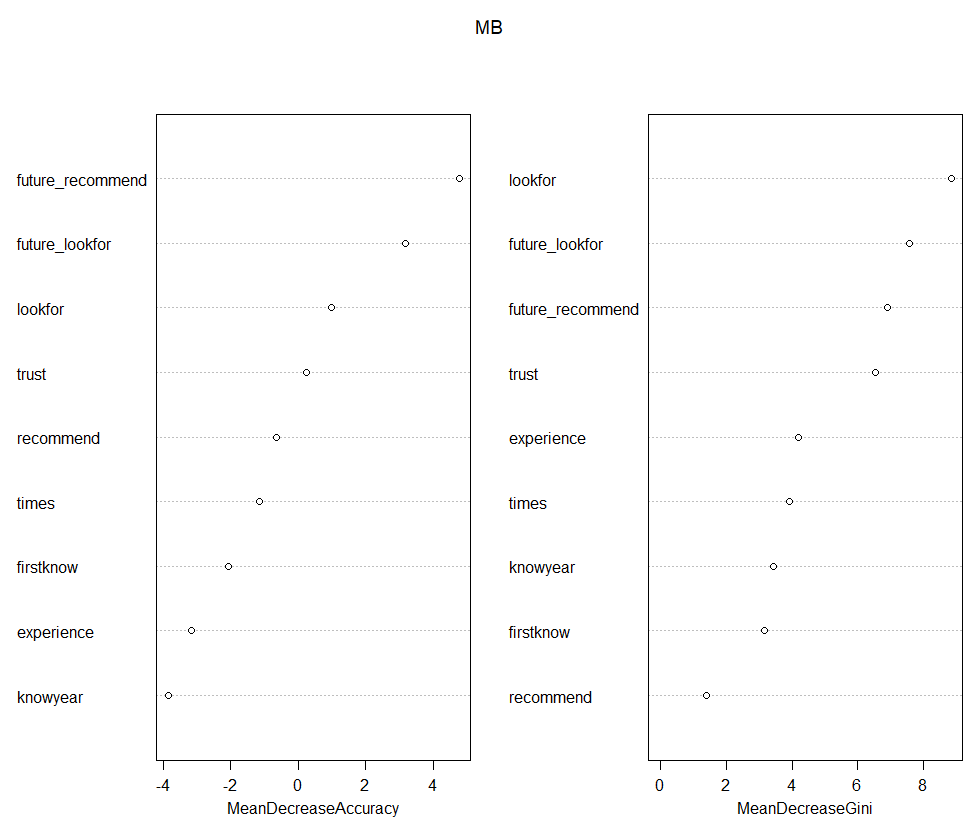 MB
future_recommend
future_lookfor
lookfor
trust
recommend
times
firstknow
experience
knowyear
-4 -2 0 2 4
MeanDecreaseAccuracy
lookfor
future_lookfor
future_recommend
trust
experience
times
knowyear
firstknow
recommend
0 2 4 6 8
MeanDecreaseGini